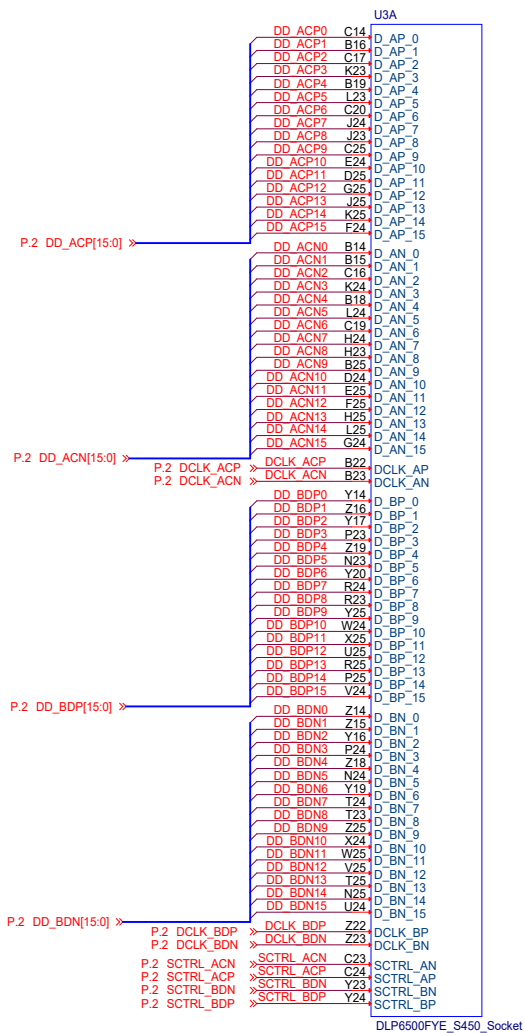 U3A
DD_ACP0 C14 D_AP_0
DD_ACP1 B16 D_AP_1
DD_ACP2 C17 D_AP_2
DD_ACP3 K23 D_AP_3
DD_ACP4 B19 D_AP_4
DD_ACP5 L23 D_AP_5
DD_ACP6 C20 D_AP_6
DD_ACP7 J24 D_AP_7
DD_ACP8 J23 D_AP_8
DD_ACP9 C25 D_AP_9
DD_ACP10 E24 D_AP_10
DD_ACP11 D25 D_AP_11
DD_ACP12 G25 D_AP_12
DD_ACP13 J25 D_AP_13
DD_ACP14 K25 D_AP_14
DD_ACP15 F24 D_AP_15
P.2 DD_ACP[15:0]
DD_ACN0 B14 D_AN_0
DD_ACN1 B15 D_AN_1
DD_ACN2 C16 D_AN_2
DD_ACN3 K24 D_AN_3
DD_ACN4 B18 D_AN_4
DD_ACN5 L24 D_AN_5
DD_ACN6 C19 D_AN_6
DD_ACN7 H24 D_AN_7
DD_ACN8 H23 D_AN_8
DD_ACN9 B25 D_AN_9
DD_ACN10 D24 D_AN_10
DD_ACN11 E25 D_AN_11
DD_ACN12 F25 D_AN_12
DD_ACN13 H25 D_AN_13
DD_ACN14 L25 D_AN_14
DD_ACN15 G24 D_AN_15
P.2 DD_ACN[15:0]
P.2 DCLK_ACP DCLK_ACP B22 DCLK_AP
P.2 DCLK_ACN DCLK_ACN B23 DCLK_AN
DD_BDP0 Y14 D_BP_0
DD_BDP1 Z16 D_BP_1
DD_BDP2 Y17 D_BP_2
DD_BDP3 P23 D_BP_3
DD_BDP4 Z19 D_BP_4
DD_BDP5 N23 D_BP_5
DD_BDP6 Y20 D_BP_6
DD_BDP7 R24 D_BP_7
DD_BDP8 R23 D_BP_8
DD_BDP9 Y25 D_BP_9
DD_BDP10 W24 D_BP_10
DD_BDP11 X25 D_BP_11
DD_BDP12 U25 D_BP_12
DD_BDP13 R25 D_BP_13
DD_BDP14 P25 D_BP_14
DD_BDP15 V24 D_BP_15
P.2 DD_BDP[15:0]
DD_BDN0 Z14 D_BN_0
DD_BDN1 Z15 D_BN_1
DD_BDN2 Y16 D_BN_2
DD_BDN3 P24 D_BN_3
DD_BDN4 Z18 D_BN_4
DD_BDN5 N24 D_BN_5
DD_BDN6 Y19 D_BN_6
DD_BDN7 T24 D_BN_7
DD_BDN8 T23 D_BN_8
DD_BDN9 Z25 D_BN_9
DD_BDN10 X24 D_BN_10
DD_BDN11 W25 D_BN_11
DD_BDN12 V25 D_BN_12
DD_BDN13 T25 D_BN_13
DD_BDN14 N25 D_BN_14
DD_BDN15 U24 D_BN_15
P.2 DD_BDN[15:0]
P.2 DCLK_BDP DCLK_BDP Z22 DCLK_BP
P.2 DCLK_BDN DCLK_BDN Z23 DCLK_BN
P.2 SCTRL_ACN SCTRL_ACN C23 SCTRL_AN
P.2 SCTRL_ACP SCTRL_ACP C24 SCTRL_AP
P.2 SCTRL_BDN SCTRL_BDN Y23 SCTRL_BN
P.2 SCTRL_BDP SCTRL_BDP Y24 SCTRL_BP
DLP6500FYE_S450_Socket